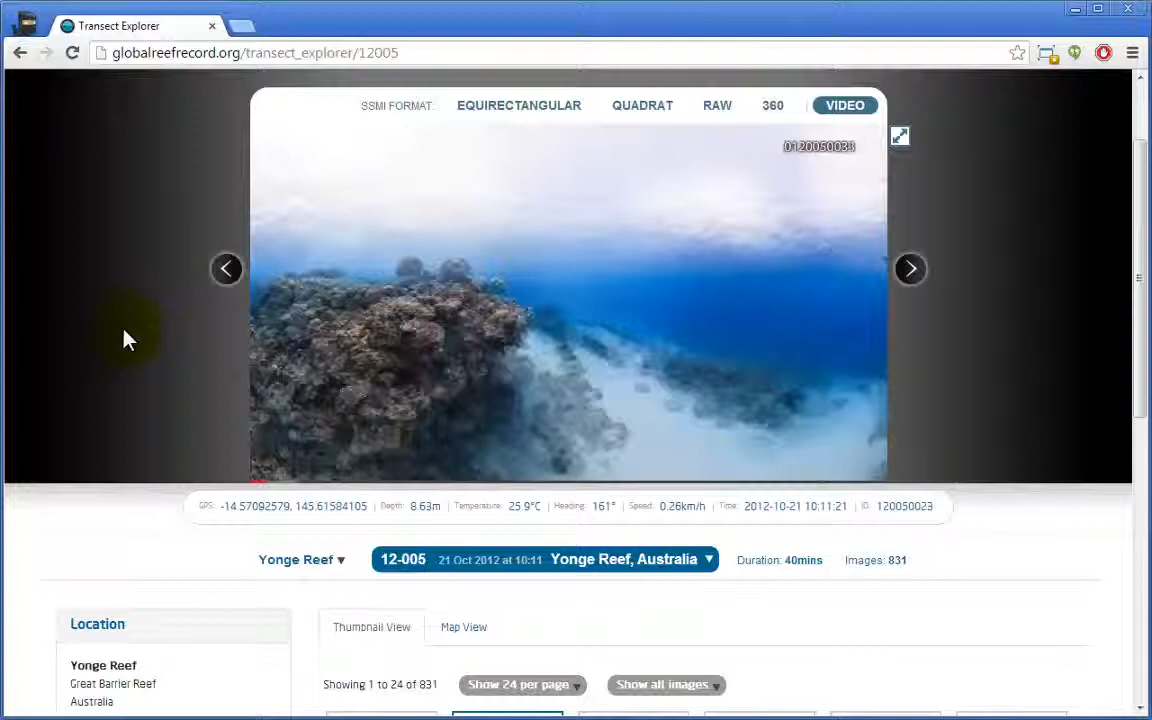 Transect Explorer
globalreefrecord.org/transect_explorer/12005
SSMI FORMAT: EQUIRECTANGULAR QUADRAT RAW 360 | VIDEO
0120050033
GPS: -14.57092579, 145.61584105 | Depth: 8.63m | Temperature: 25.9°C | Heading: 161° | Speed: 0.26km/h | Time: 2012-10-21 10:11:21 | ID: 120050023
Yonge Reef ▾ 12-005 21 Oct 2012 at 10:11 Yonge Reef, Australia ▾ Duration: 40mins Images: 831
Location
Thumbnail View Map View
Yonge Reef
Great Barrier Reef
Australia
Showing 1 to 24 of 831 Show 24 per page Show all images